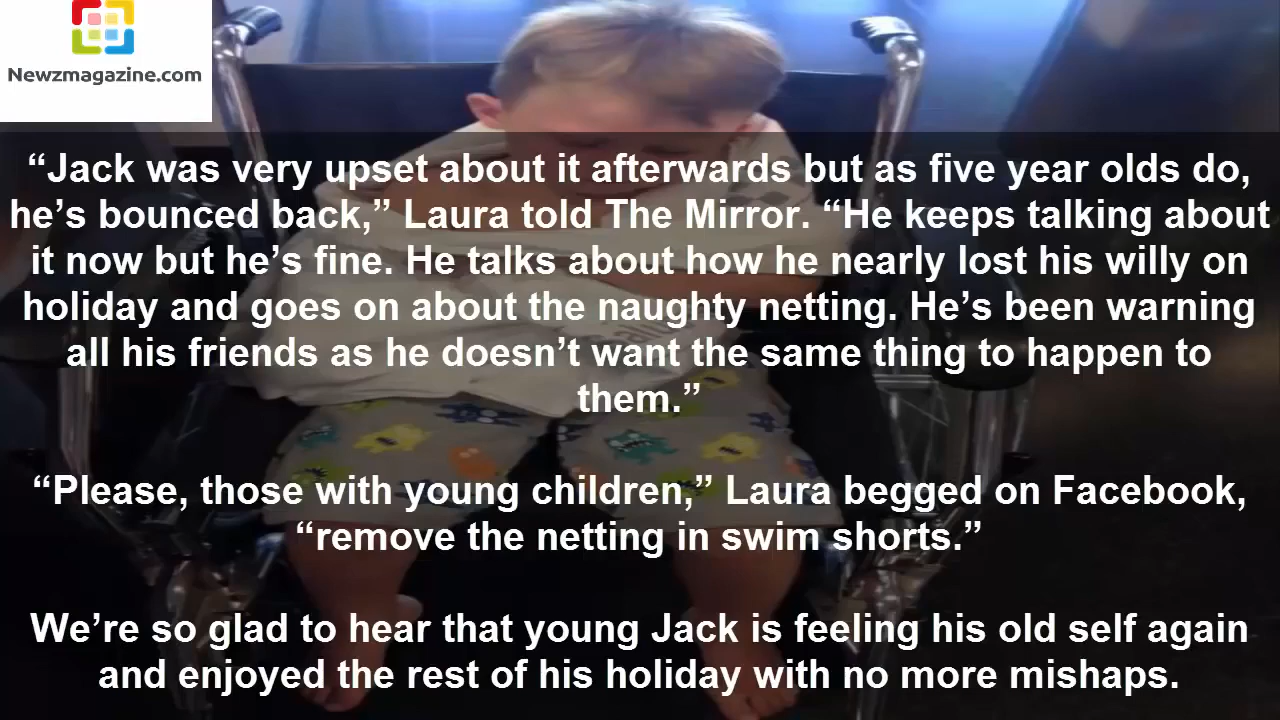 Newzmagazine.com
“Jack was very upset about it afterwards but as five year olds do,
he’s bounced back,” Laura told The Mirror. “He keeps talking about
it now but he’s fine. He talks about how he nearly lost his willy on
holiday and goes on about the naughty netting. He’s been warning
all his friends as he doesn’t want the same thing to happen to
them.”
“Please, those with young children,” Laura begged on Facebook,
“remove the netting in swim shorts.”
We’re so glad to hear that young Jack is feeling his old self again
and enjoyed the rest of his holiday with no more mishaps.